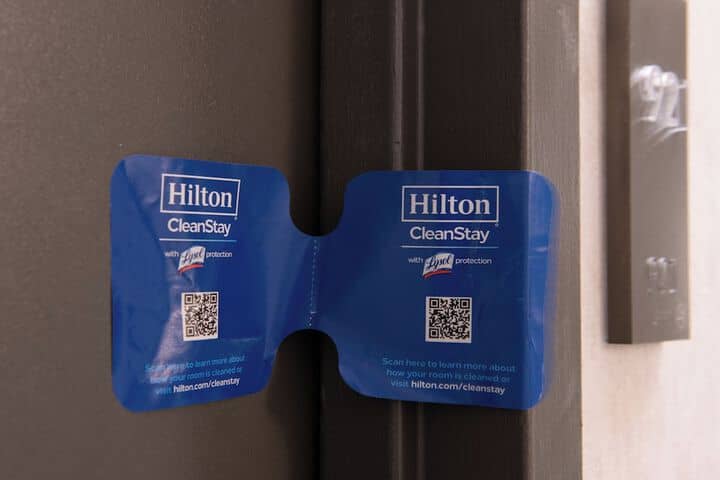 Hilton
CleanStay
with Lysol protection
Scan here to learn more about
how your room is cleaned or
visit hilton.com/cleanstay
Hilton
CleanStay
with Lysol protection
Scan here to learn more about
how your room is cleaned or
visit hilton.com/cleanstay